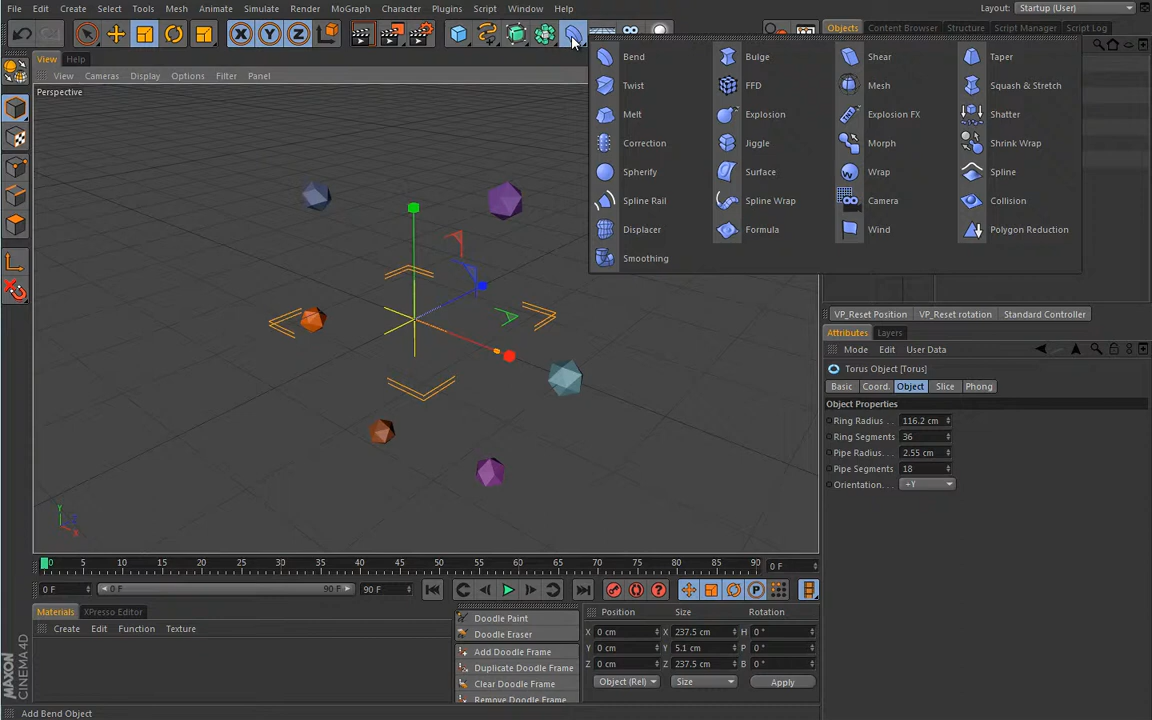 File Edit Create Select Tools Mesh Animate Simulate Render MoGraph Character Plugins Script Window Help Layout: Startup (User)
Objects Content Browser Structure Script Manager Script Log
View Help
View Cameras Display Options Filter Panel
Perspective
Bend Bulge Shear Taper
Twist FFD Mesh Squash & Stretch
Melt Explosion Explosion FX Shatter
Correction Jiggle Morph Shrink Wrap
Spherify Surface Wrap Spline
Spline Rail Spline Wrap Camera Collision
Displacer Formula Wind Polygon Reduction
Smoothing
VP_Reset Position VP_Reset rotation Standard Controller
Attributes Layers
Mode Edit User Data
Torus Object [Torus]
Basic Coord. Object Slice Phong
Object Properties
Ring Radius . . 116.2 cm
Ring Segments 36
Pipe Radius. . 2.55 cm
Pipe Segments 18
Orientation. . . +Y
Y
X
0 5 10 15 20 25 30 35 40 45 50 55 60 65 70 75 80 85 90 0 F
0 F 0 F 90 F 90 F
Materials XPresso Editor
Create Edit Function Texture
Doodle Paint
Doodle Eraser
Add Doodle Frame
Duplicate Doodle Frame
Clear Doodle Frame
Remove Doodle Frame
Position Size Rotation
X 0 cm X 237.5 cm H 0 °
Y 0 cm Y 5.1 cm P 0 °
Z 0 cm Z 237.5 cm B 0 °
Object (Rel) Size Apply
MAXON
CINEMA 4D
Add Bend Object